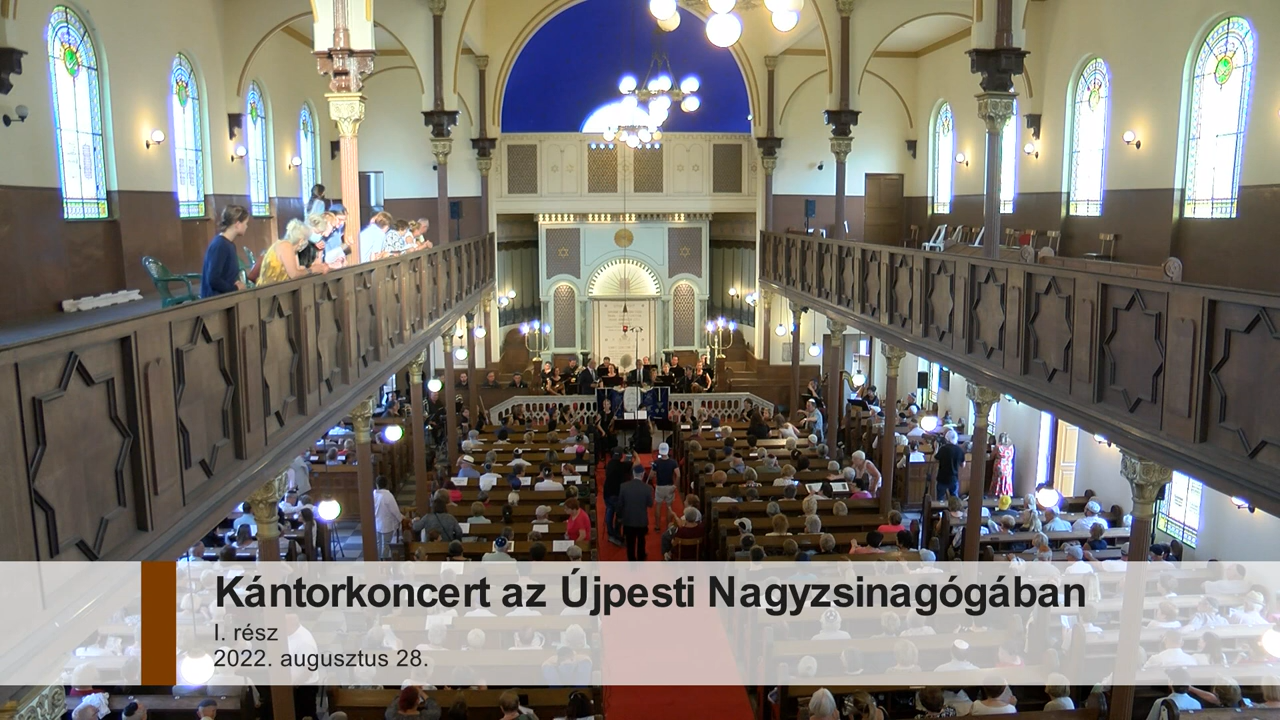 Kántorkoncert az Újpesti Nagyzsinagógában
I. rész
2022. augusztus 28.